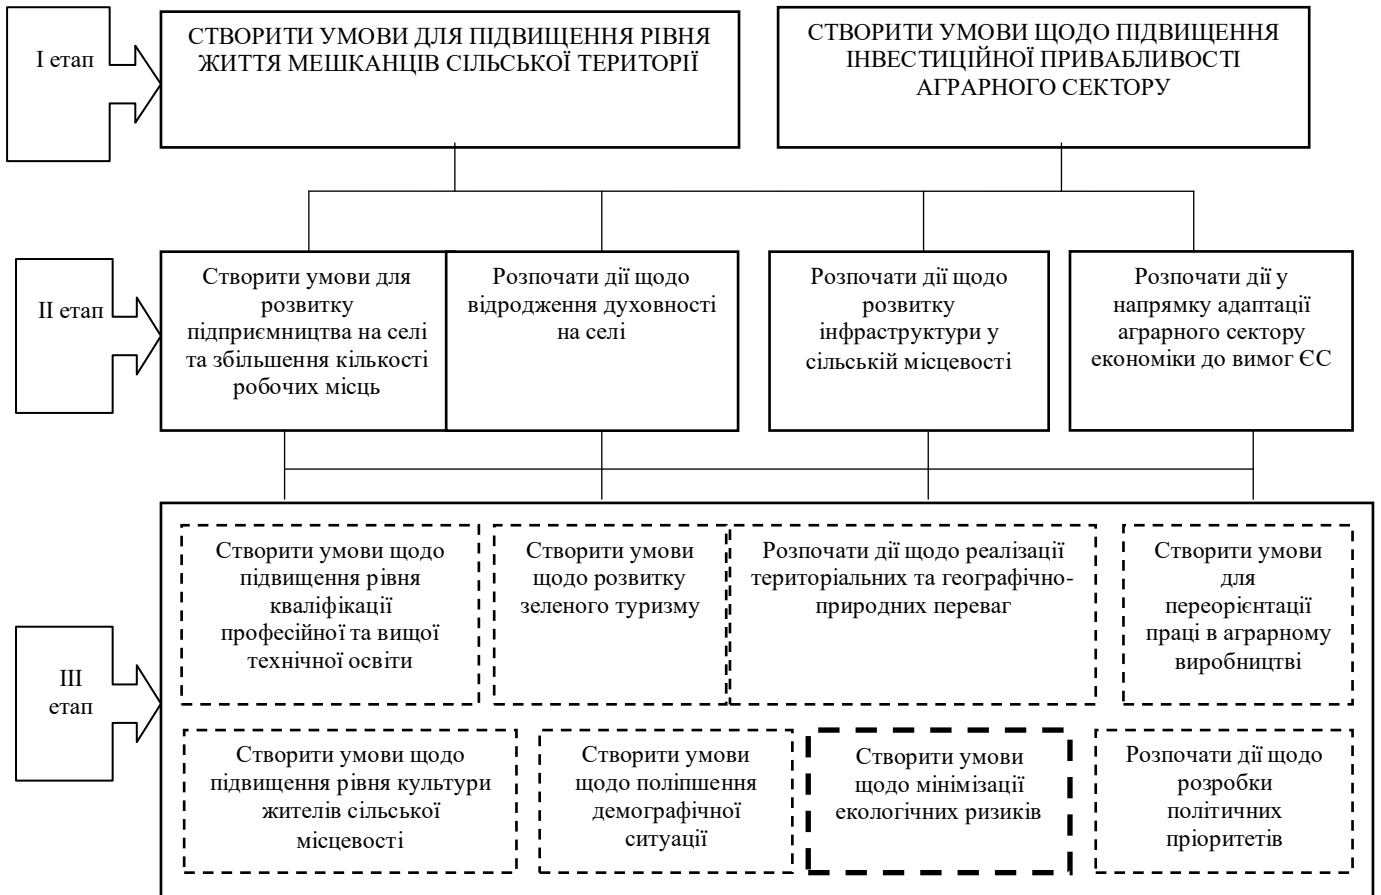 І етап
СТВОРИТИ УМОВИ ДЛЯ ПІДВИЩЕННЯ РІВНЯ
ЖИТТЯ МЕШКАНЦІВ СІЛЬСЬКОЇ ТЕРИТОРІЇ
СТВОРИТИ УМОВИ ЩОДО ПІДВИЩЕННЯ
ІНВЕСТИЦІЙНОЇ ПРИВАБЛИВОСТІ
АГРАРНОГО СЕКТОРУ
ІІ етап
Створити умови для
розвитку
підприємництва на селі
та збільшення кількості
робочих місць
Розпочати дії щодо
відродження духовності
на селі
Розпочати дії щодо
розвитку
інфраструктури у
сільській місцевості
Розпочати дії у
напрямку адаптації
аграрного сектору
економіки до вимог ЄС
ІІІ
етап
Створити умови щодо
підвищення рівня
кваліфікації
професійної та вищої
технічної освіти
Створити умови
щодо розвитку
зеленого туризму
Розпочати дії щодо реалізації
територіальних та географічно-
природних переваг
Створити умови
для
переорієнтації
праці в аграрному
виробництві
Створити умови щодо
підвищення рівня культури
жителів сільської
місцевості
Створити умови
щодо поліпшення
демографічної
ситуації
Створити умови
щодо мінімізації
екологічних ризиків
Розпочати дії щодо
розробки
політичних
пріоритетів